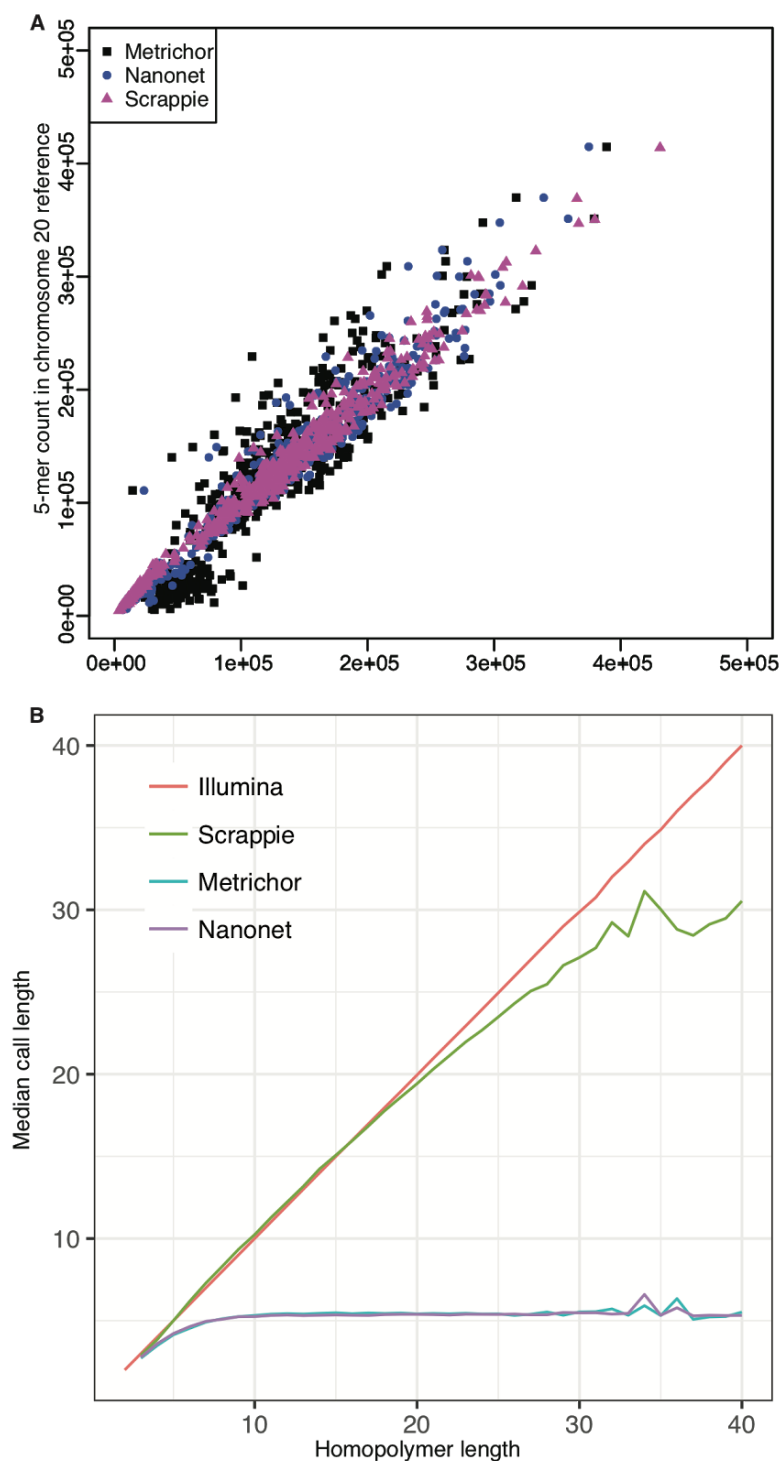 A
Metrichor
Nanonet
Scrappie
5-mer count in chromosome 20 reference
5e+05
4e+05
3e+05
2e+05
1e+05
0e+00
0e+00 1e+05 2e+05 3e+05 4e+05 5e+05
B
Illumina
Scrappie
Metrichor
Nanonet
Median call length
40
30
20
10
10 20 30 40
Homopolymer length